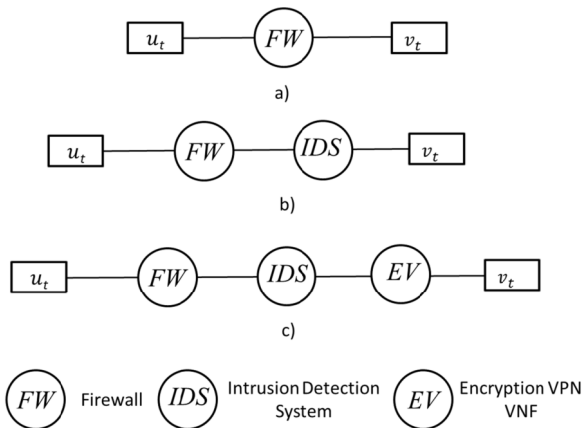 u_t FW v_t
a)
u_t FW IDS v_t
b)
u_t FW IDS EV v_t
c)
FW Firewall IDS Intrusion Detection System EV Encryption VPN VNF